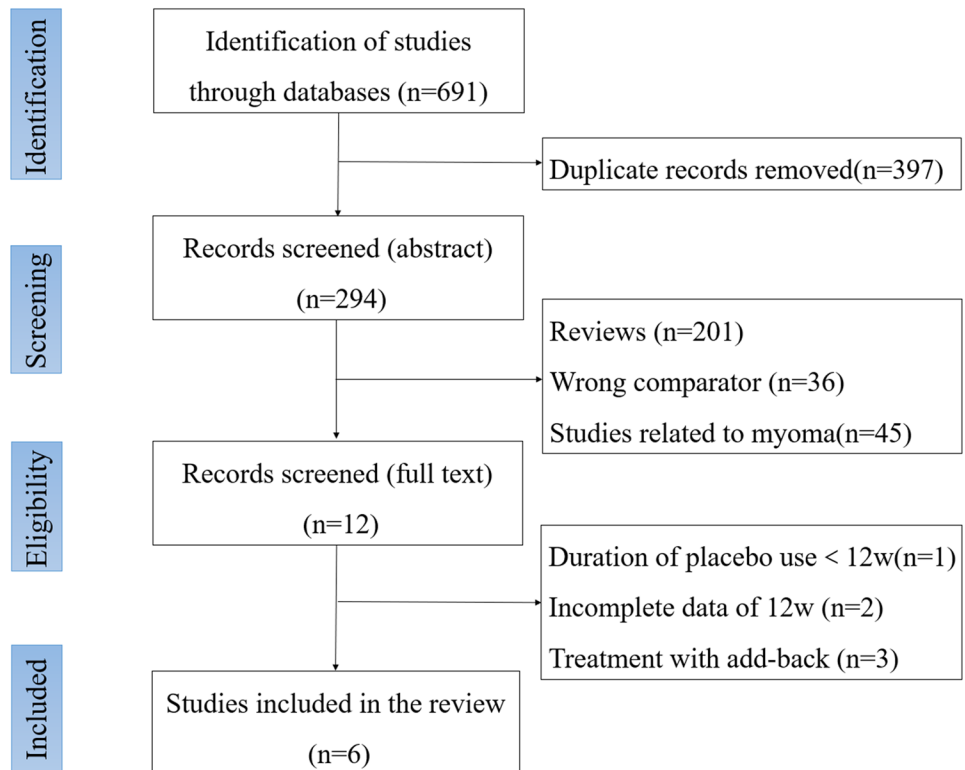 Identification
Identification of studies
through databases (n=691)
Duplicate records removed(n=397)
Screening
Records screened (abstract)
(n=294)
Reviews (n=201)
Wrong comparator (n=36)
Studies related to myoma(n=45)
Eligibility
Records screened (full text)
(n=12)
Duration of placebo use < 12w(n=1)
Incomplete data of 12w (n=2)
Treatment with add-back (n=3)
Included
Studies included in the review
(n=6)